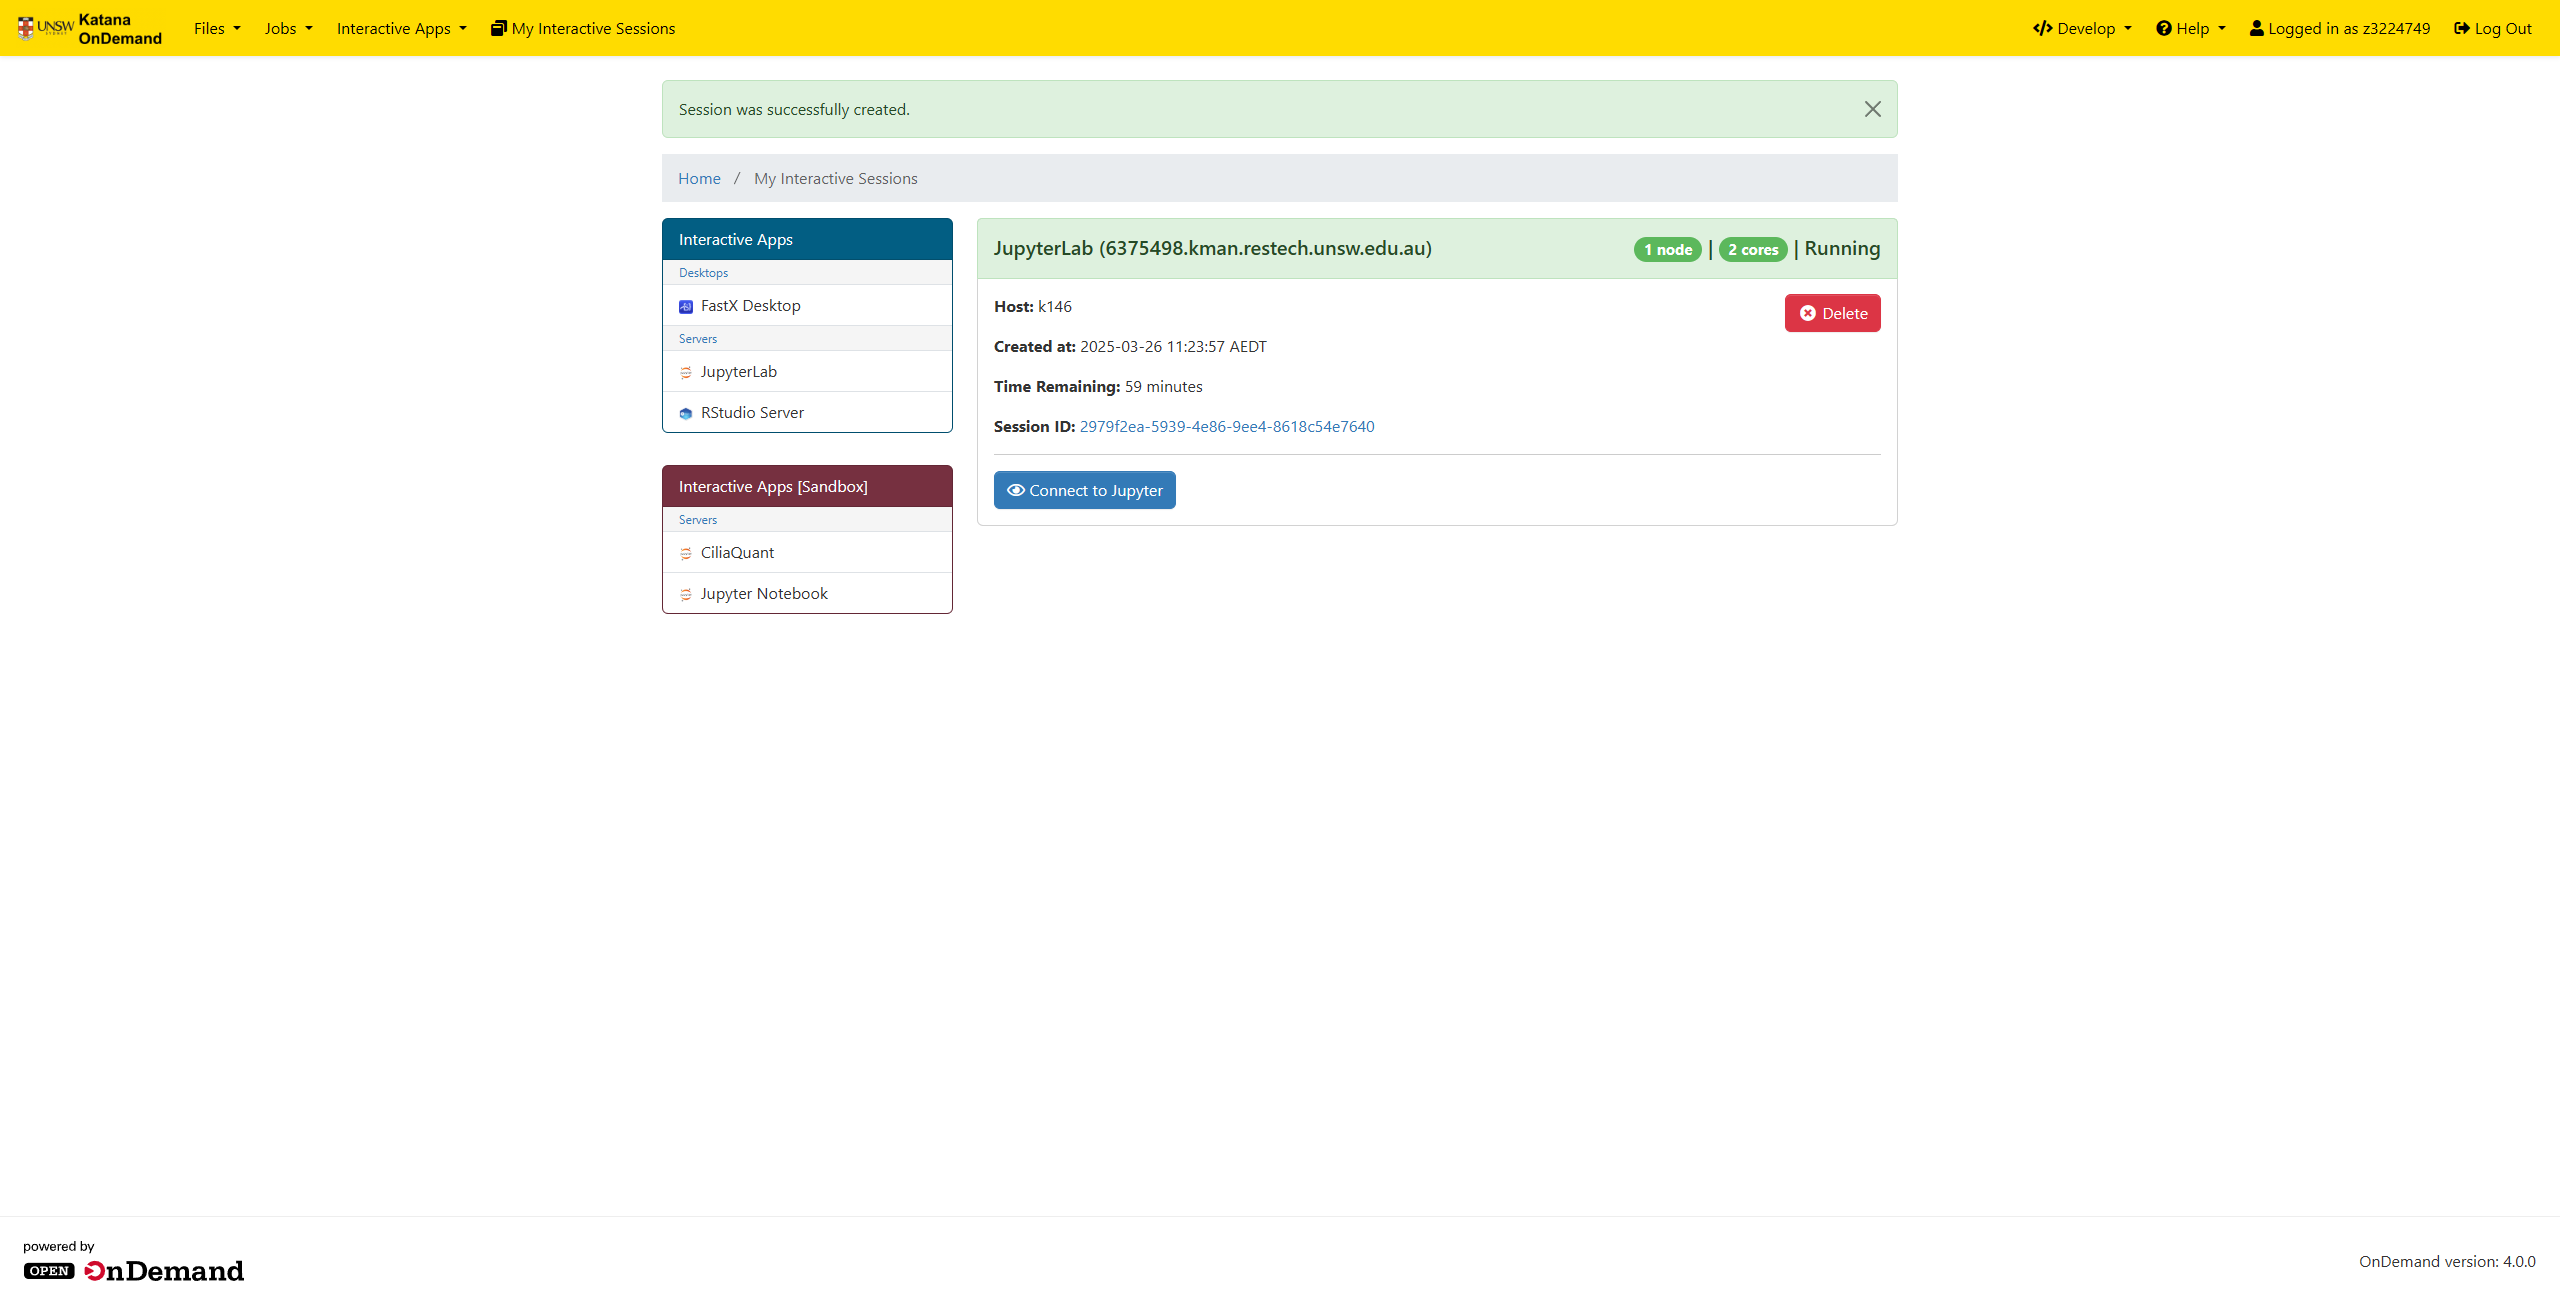 UNSW
SYDNEY
Katana
OnDemand
Files
Jobs
Interactive Apps
My Interactive Sessions
Develop
Help
Logged in as z3224749
Log Out
Session was successfully created.
Home / My Interactive Sessions
Interactive Apps
Desktops
FastX Desktop
Servers
JupyterLab
RStudio Server
Interactive Apps [Sandbox]
Servers
CiliaQuant
Jupyter Notebook
JupyterLab (6375498.kman.restech.unsw.edu.au)
1 node | 2 cores | Running
Host: k146
Delete
Created at: 2025-03-26 11:23:57 AEDT
Time Remaining: 59 minutes
Session ID: 2979f2ea-5939-4e86-9ee4-8618c54e7640
Connect to Jupyter
powered by
OPEN OnDemand
OnDemand version: 4.0.0